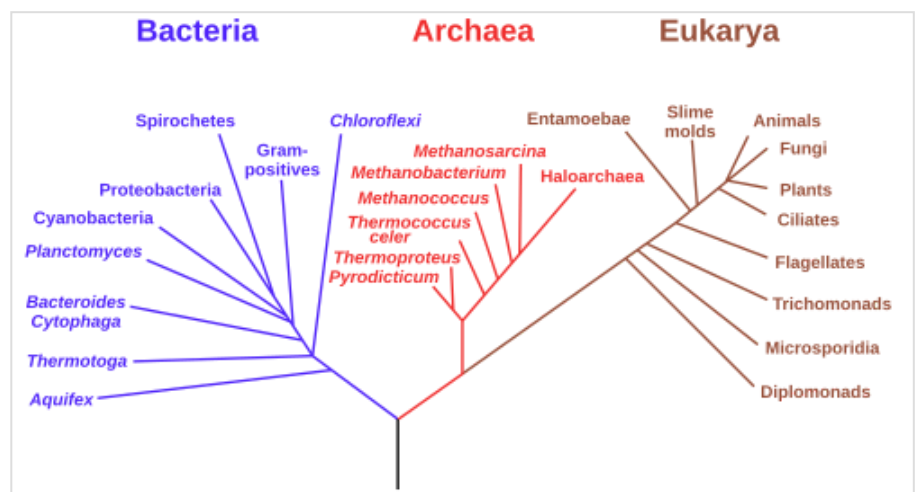 Bacteria
Archaea
Eukarya
Spirochetes
Gram-
positives
Chloroflexi
Proteobacteria
Cyanobacteria
Planctomyces
Bacteroides
Cytophaga
Thermotoga
Aquifex
Methanosarcina
Methanobacterium
Haloarchaea
Methanococcus
Thermococcus
celer
Thermoproteus
Pyrodicticum
Entamoebae
Slime
molds
Animals
Fungi
Plants
Ciliates
Flagellates
Trichomonads
Microsporidia
Diplomonads